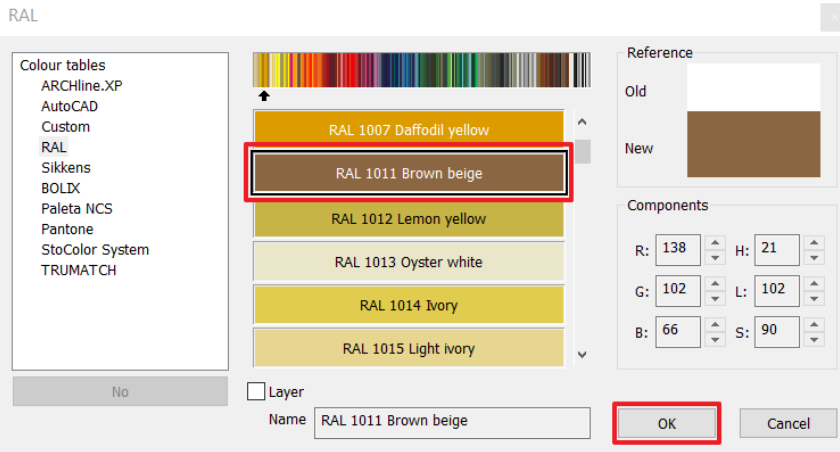 RAL
Colour tables
ARCHline.XP
AutoCAD
Custom
RAL
Sikkens
BOLIX
Paleta NCS
Pantone
StoColor System
TRUMATCH
No
RAL 1007 Daffodil yellow
RAL 1011 Brown beige
RAL 1012 Lemon yellow
RAL 1013 Oyster white
RAL 1014 Ivory
RAL 1015 Light ivory
Layer
Name RAL 1011 Brown beige
Reference
Old
New
Components
R: 138 H: 21
G: 102 L: 102
B: 66 S: 90
OK Cancel